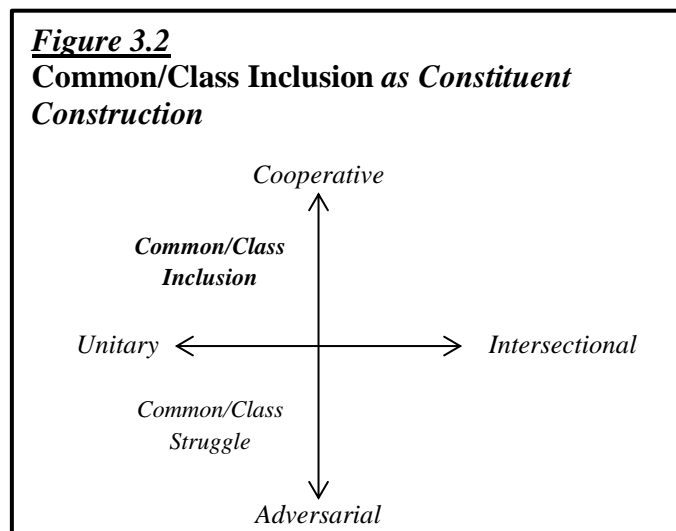 Figure 3.2
Common/Class Inclusion as Constituent
Construction
Cooperative
Common/Class
Inclusion
Unitary
Intersectional
Common/Class
Struggle
Adversarial